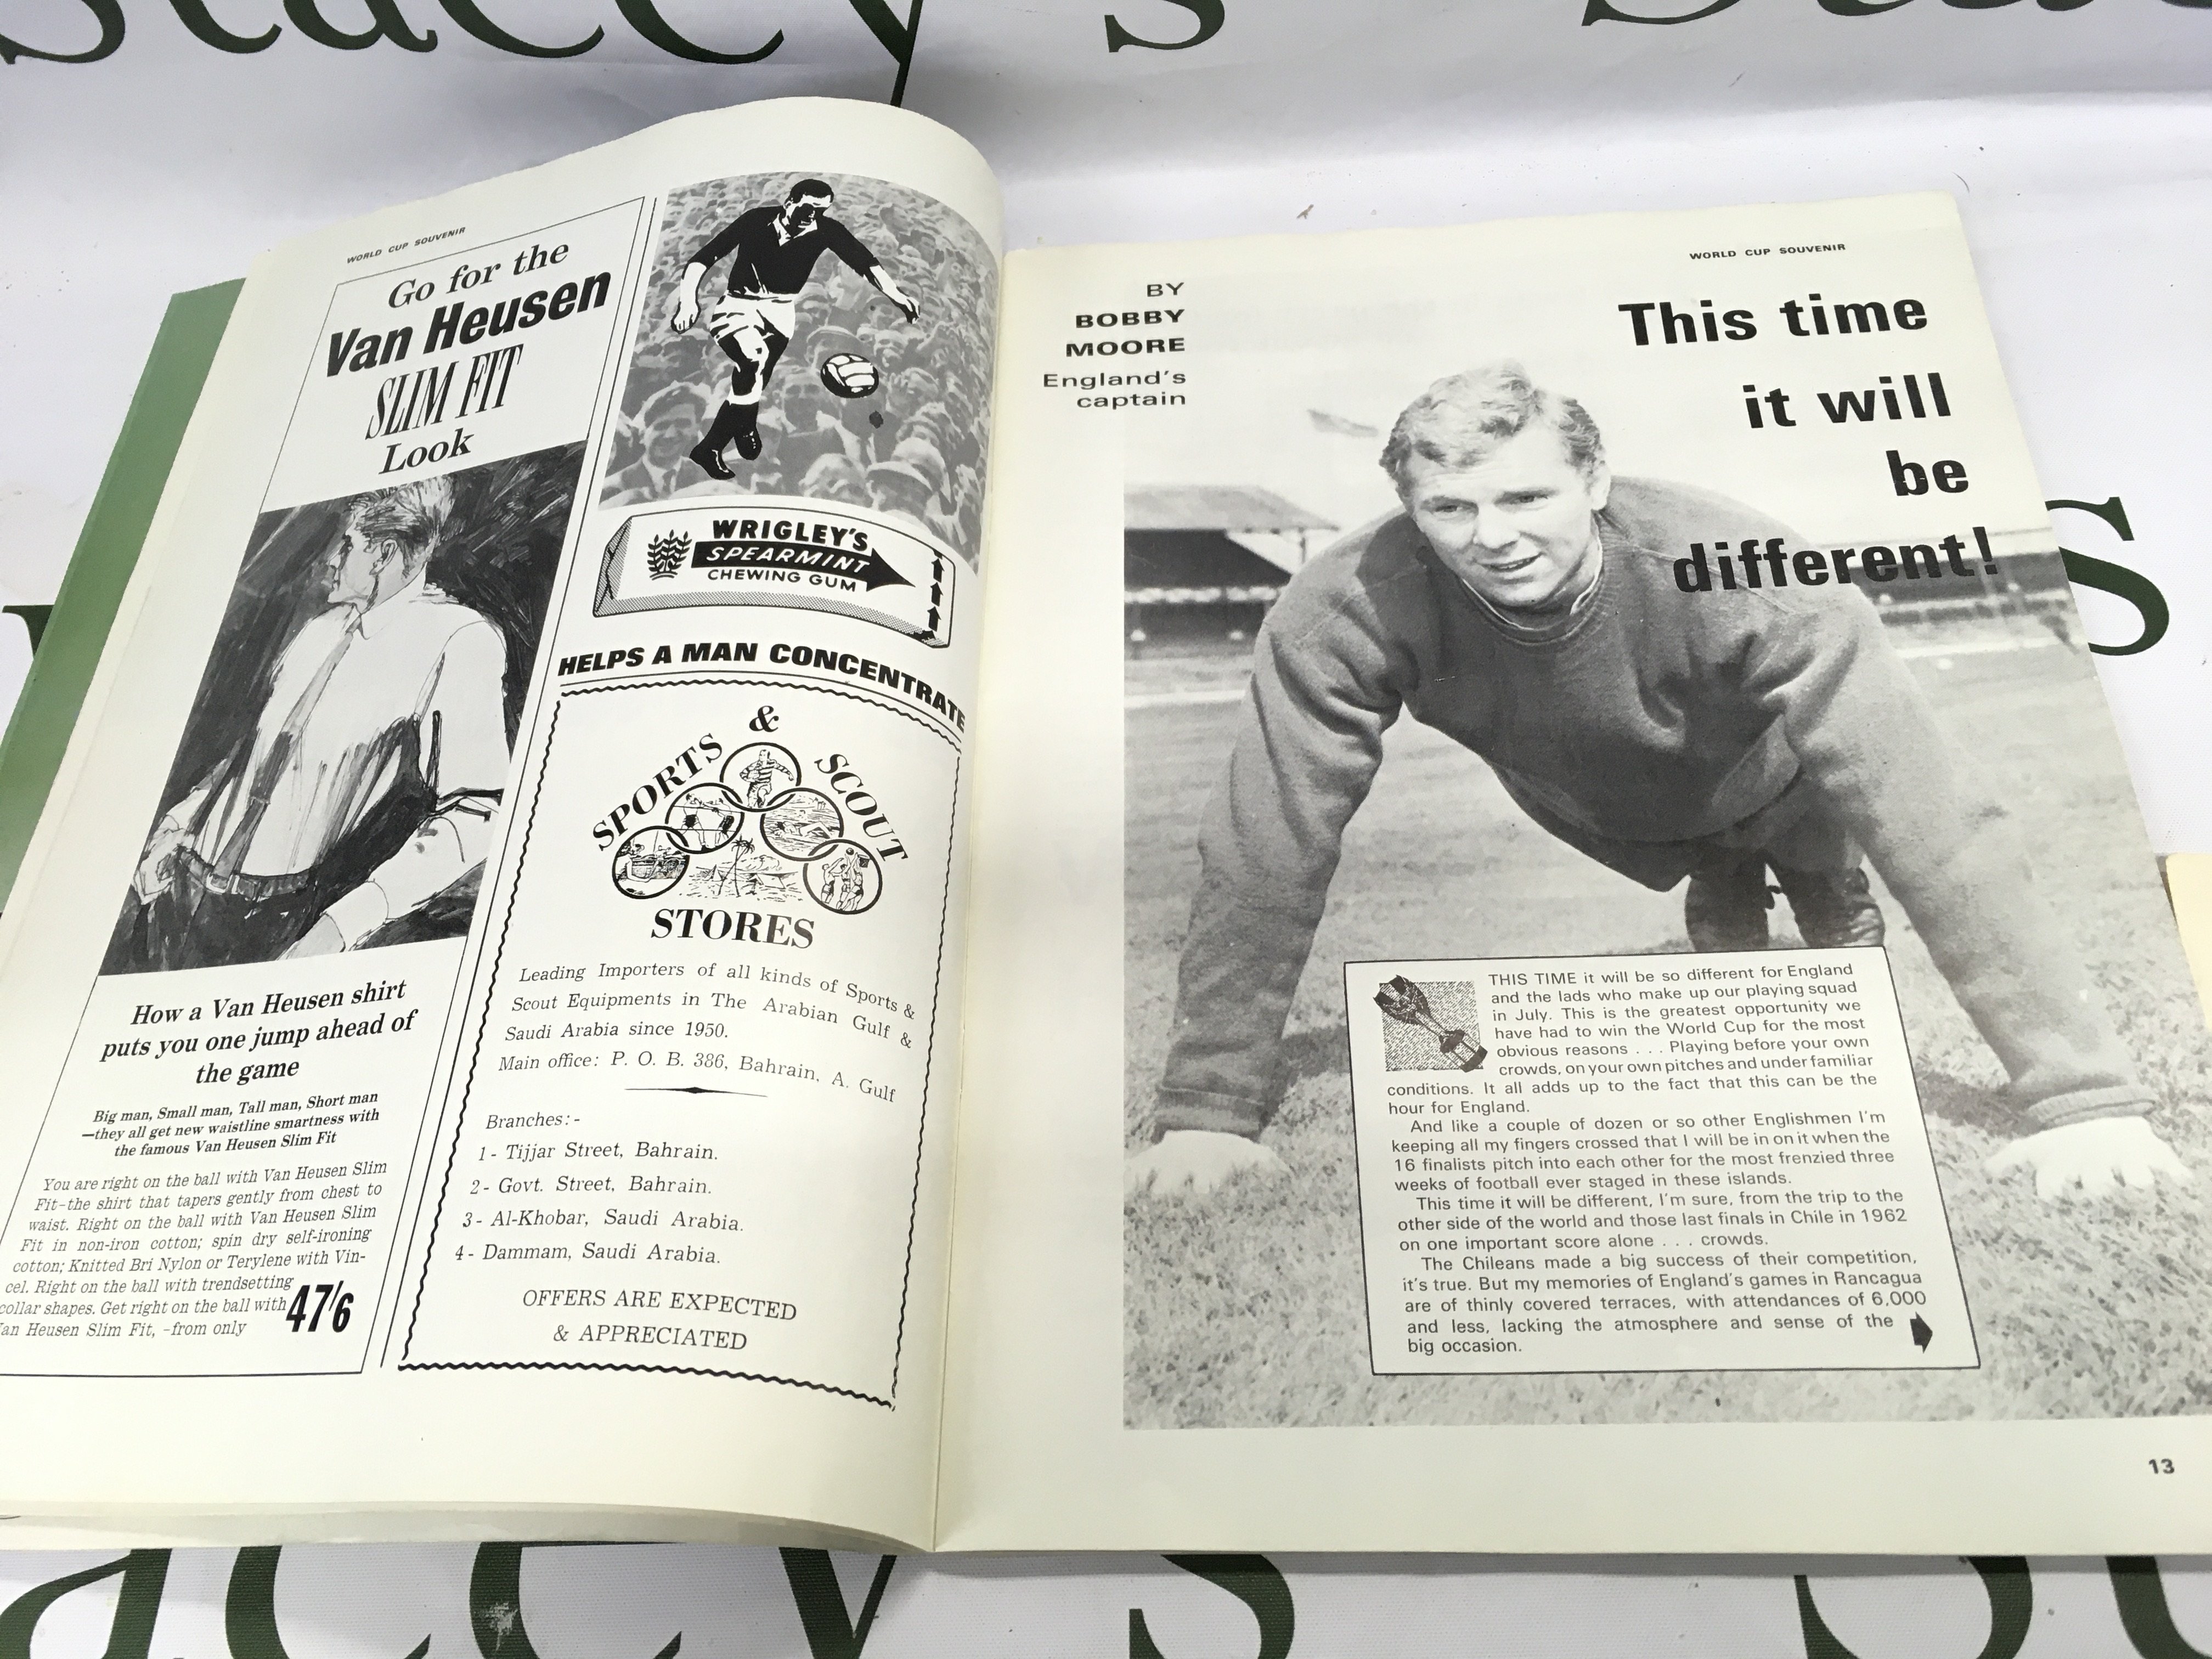 Stacey's
WORLD CUP SOUVENIR
Go for the
Van Heusen
SLIM FIT
Look
How a Van Heusen shirt
puts you one jump ahead of
the game
Big man, Small man, Tall man, Short man
—they all get new waistline smartness with
the famous Van Heusen Slim Fit
You are right on the ball with Van Heusen Slim
Fit–the shirt that tapers gently from chest to
waist. Right on the ball with Van Heusen Slim
Fit in non-iron cotton; spin dry self-ironing
cotton; Knitted Bri Nylon or Terylene with Vin-
cel. Right on the ball with trendsetting
collar shapes. Get right on the ball with
Van Heusen Slim Fit, –from only
47/6
WRIGLEY'S
SPEARMINT
CHEWING GUM
HELPS A MAN CONCENTRATE
SPORTS & SCOUT
STORES
Leading Importers of all kinds of Sports &
Scout Equipments in The Arabian Gulf &
Saudi Arabia since 1950.
Main office: P. O. B. 386, Bahrain, A. Gulf
Branches:-
1- Tijjar Street, Bahrain.
2- Govt. Street, Bahrain.
3- Al-Khobar, Saudi Arabia.
4- Dammam, Saudi Arabia.
OFFERS ARE EXPECTED
& APPRECIATED
WORLD CUP SOUVENIR
BY
BOBBY
MOORE
England's
captain
This time
it will
be
different!
THIS TIME it will be so different for England
and the lads who make up our playing squad
in July. This is the greatest opportunity we
have had to win the World Cup for the most
obvious reasons . . . Playing before your own
crowds, on your own pitches and under familiar
conditions. It all adds up to the fact that this can be the
hour for England.
And like a couple of dozen or so other Englishmen I'm
keeping all my fingers crossed that I will be in on it when the
16 finalists pitch into each other for the most frenzied three
weeks of football ever staged in these islands.
This time it will be different, I'm sure, from the trip to the
other side of the world and those last finals in Chile in 1962
on one important score alone . . . crowds.
The Chileans made a big success of their competition,
it's true. But my memories of England's games in Rancagua
are of thinly covered terraces, with attendances of 6,000
and less, lacking the atmosphere and sense of the
big occasion.
13